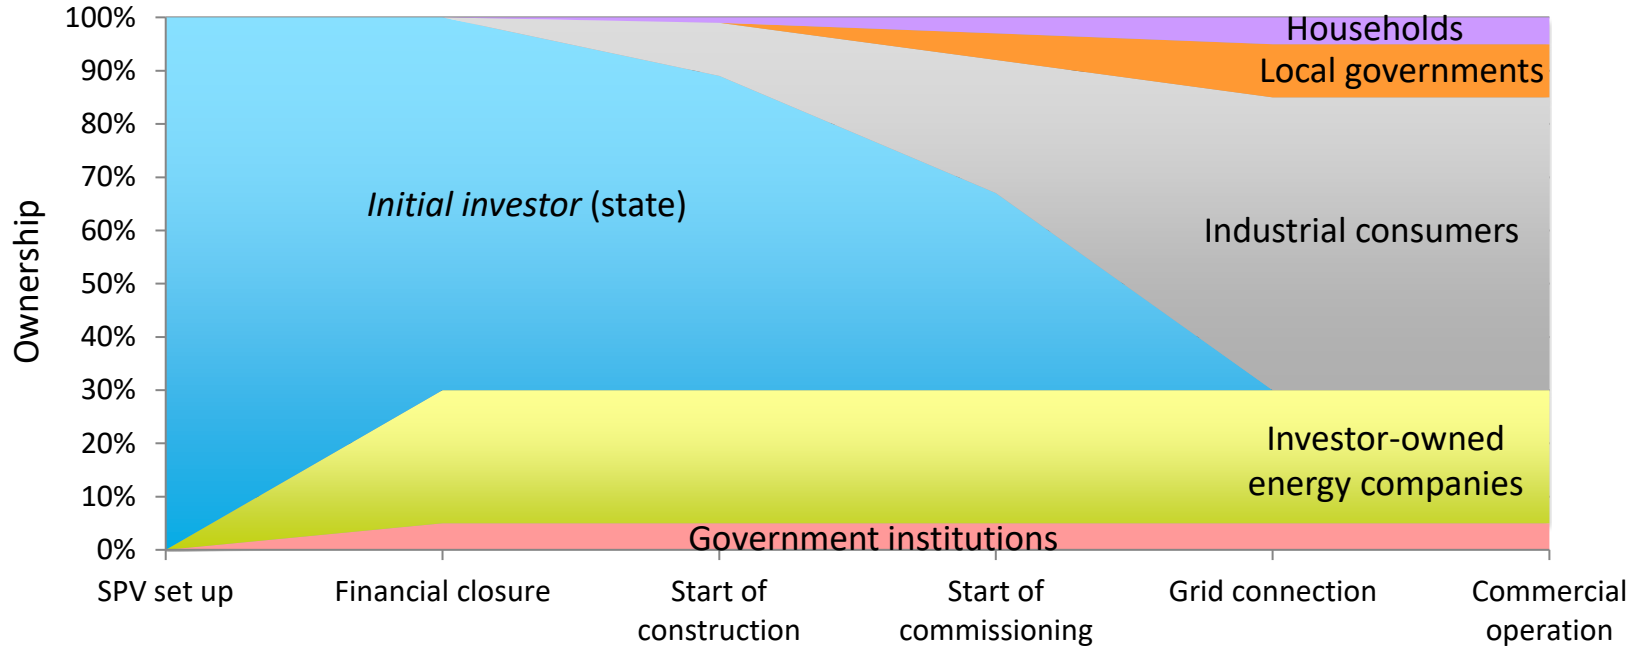 100%
90%
80%
70%
60%
50%
40%
30%
20%
10%
0%
Ownership
Households
Local governments
Initial investor (state)
Industrial consumers
Investor-owned
energy companies
Government institutions
SPV set up
Financial closure
Start of
construction
Start of
commissioning
Grid connection
Commercial
operation